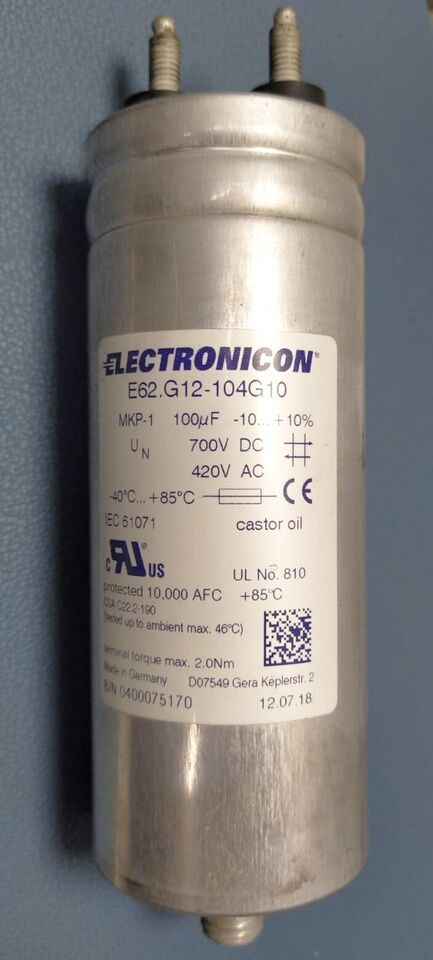 ELECTRONICON®
E62.G12-104G10
MKP-1 100µF -10...+10%
UN 700V DC
420V AC
-40°C...+85°C CE
IEC 61071 castor oil
cRUus® UL No. 810
protected 10,000 AFC +85°C
CSA C22.2-190
(tested up to ambient max. 46°C)
terminal torque max. 2.0Nm
Made in Germany D07549 Gera Keplerstr. 2
B/N 0400075170 12.07.18